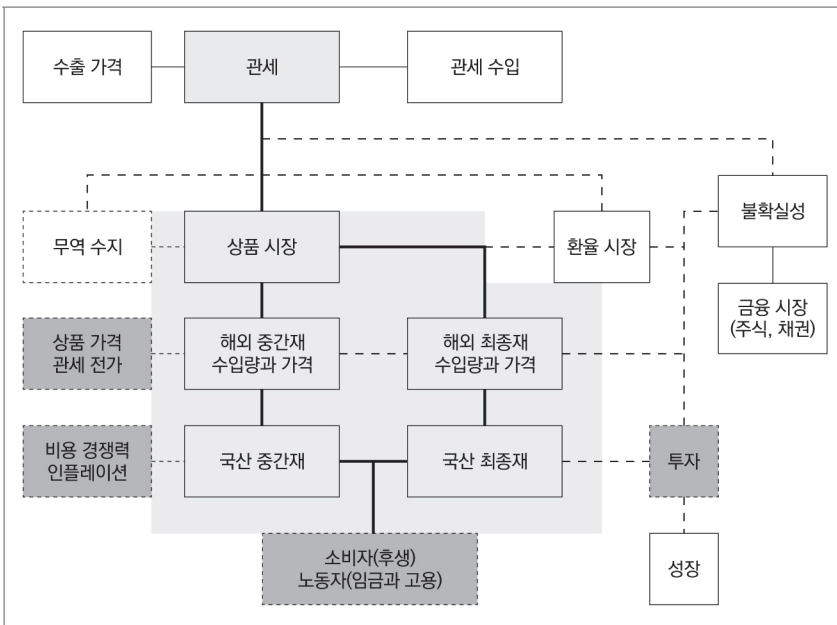 수출 가격
관세
관세 수입
불확실성
무역 수지
상품 시장
환율 시장
금융 시장
(주식, 채권)
상품 가격
관세 전가
해외 중간재
수입량과 가격
해외 최종재
수입량과 가격
비용 경쟁력
인플레이션
국산 중간재
국산 최종재
투자
소비자(후생)
노동자(임금과 고용)
성장